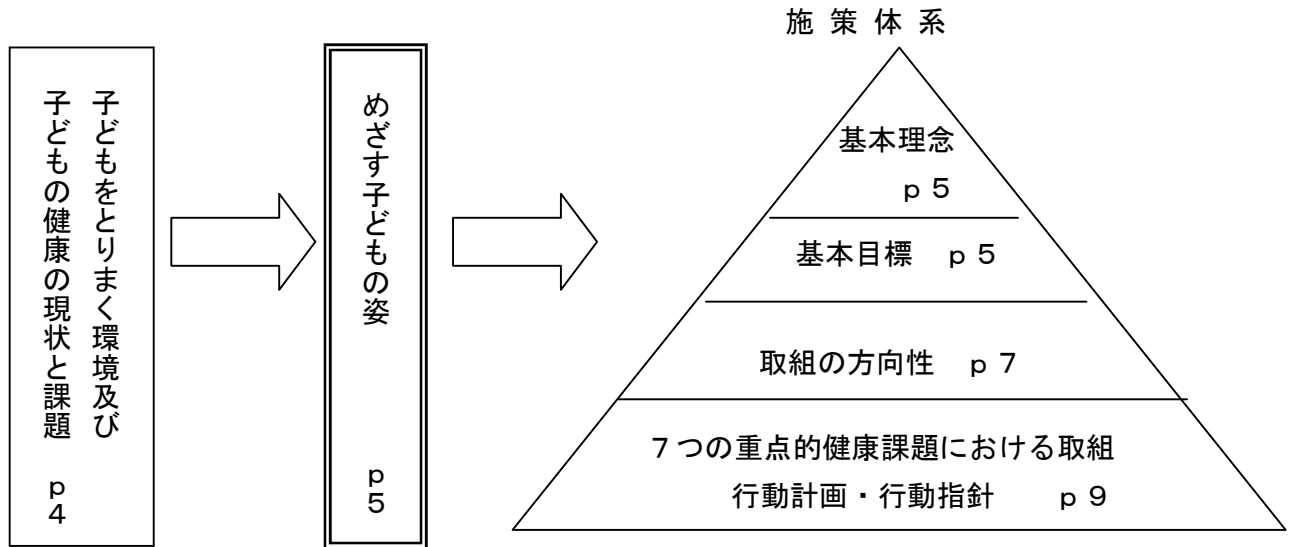 子どもをとりまく環境及び
子どもの健康の現状と課題　p4
めざす子どもの姿　p5
施策体系
基本理念
p5
基本目標　p5
取組の方向性　p7
7つの重点的健康課題における取組
行動計画・行動指針　p9